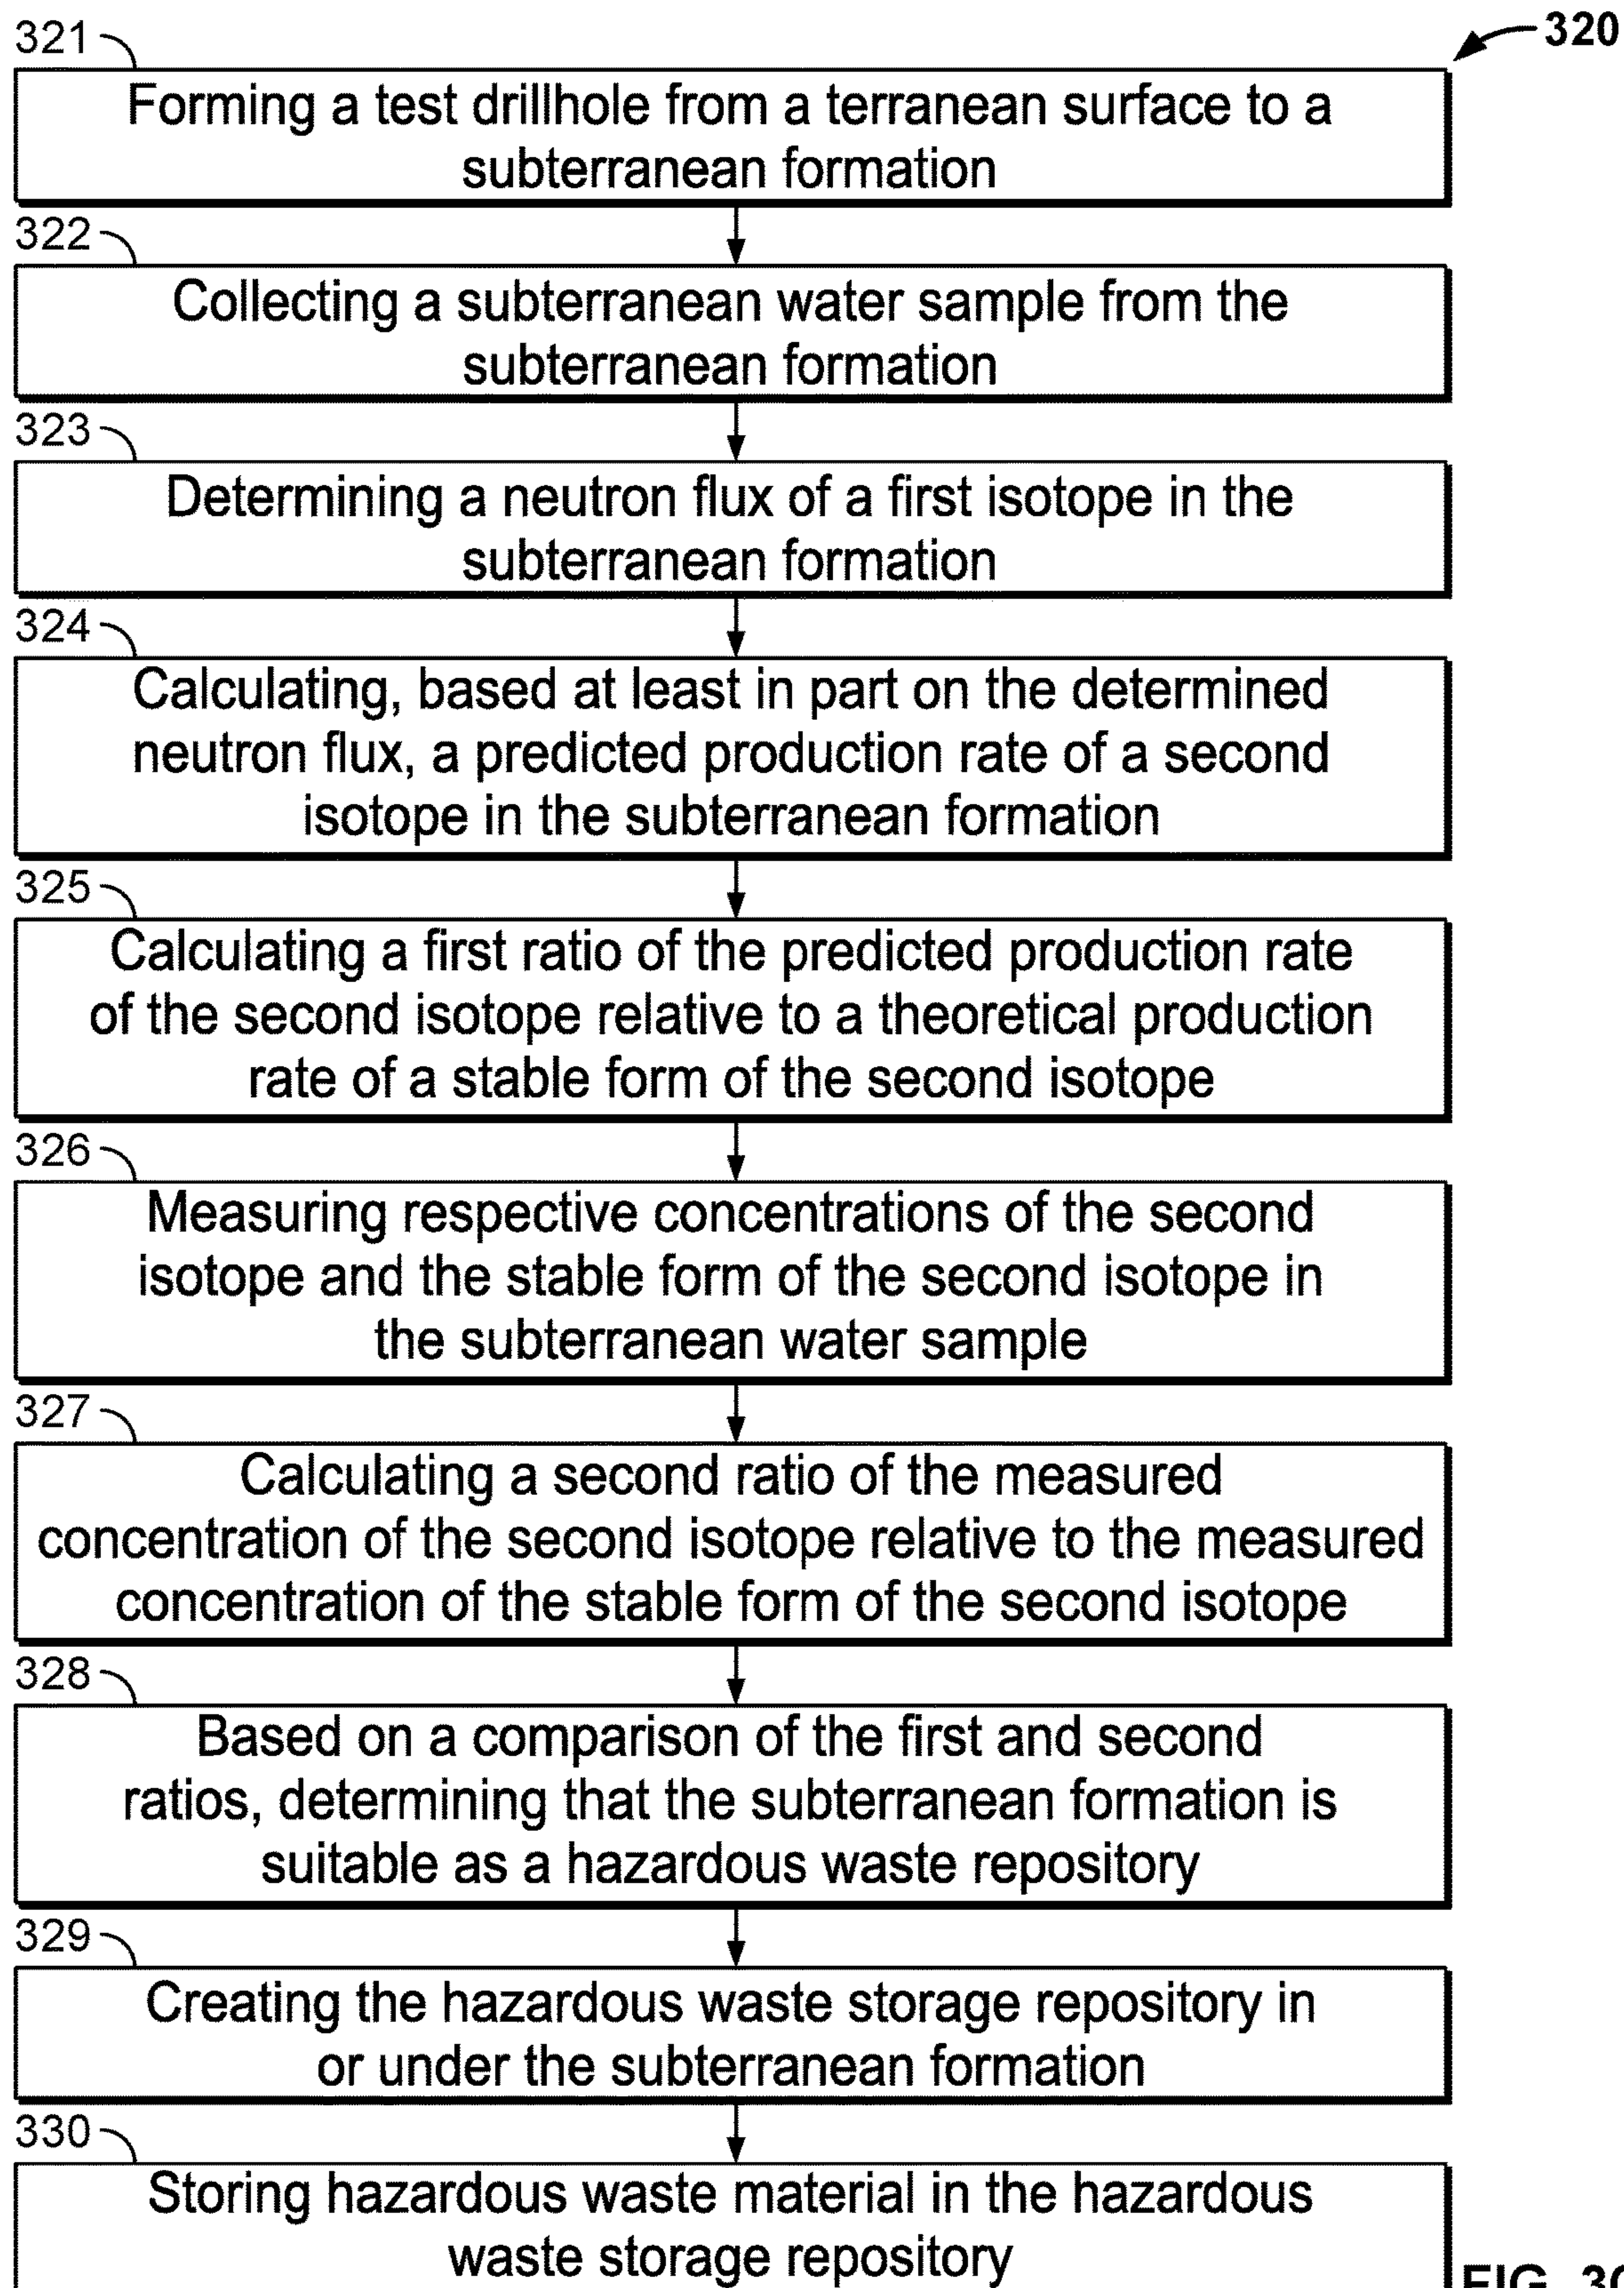 320
321
Forming a test drillhole from a terranean surface to a
subterranean formation
322
Collecting a subterranean water sample from the
subterranean formation
323
Determining a neutron flux of a first isotope in the
subterranean formation
324
Calculating, based at least in part on the determined
neutron flux, a predicted production rate of a second
isotope in the subterranean formation
325
Calculating a first ratio of the predicted production rate
of the second isotope relative to a theoretical production
rate of a stable form of the second isotope
326
Measuring respective concentrations of the second
isotope and the stable form of the second isotope in
the subterranean water sample
327
Calculating a second ratio of the measured
concentration of the second isotope relative to the measured
concentration of the stable form of the second isotope
328
Based on a comparison of the first and second
ratios, determining that the subterranean formation is
suitable as a hazardous waste repository
329
Creating the hazardous waste storage repository in
or under the subterranean formation
330
Storing hazardous waste material in the hazardous
waste storage repository
FIG.